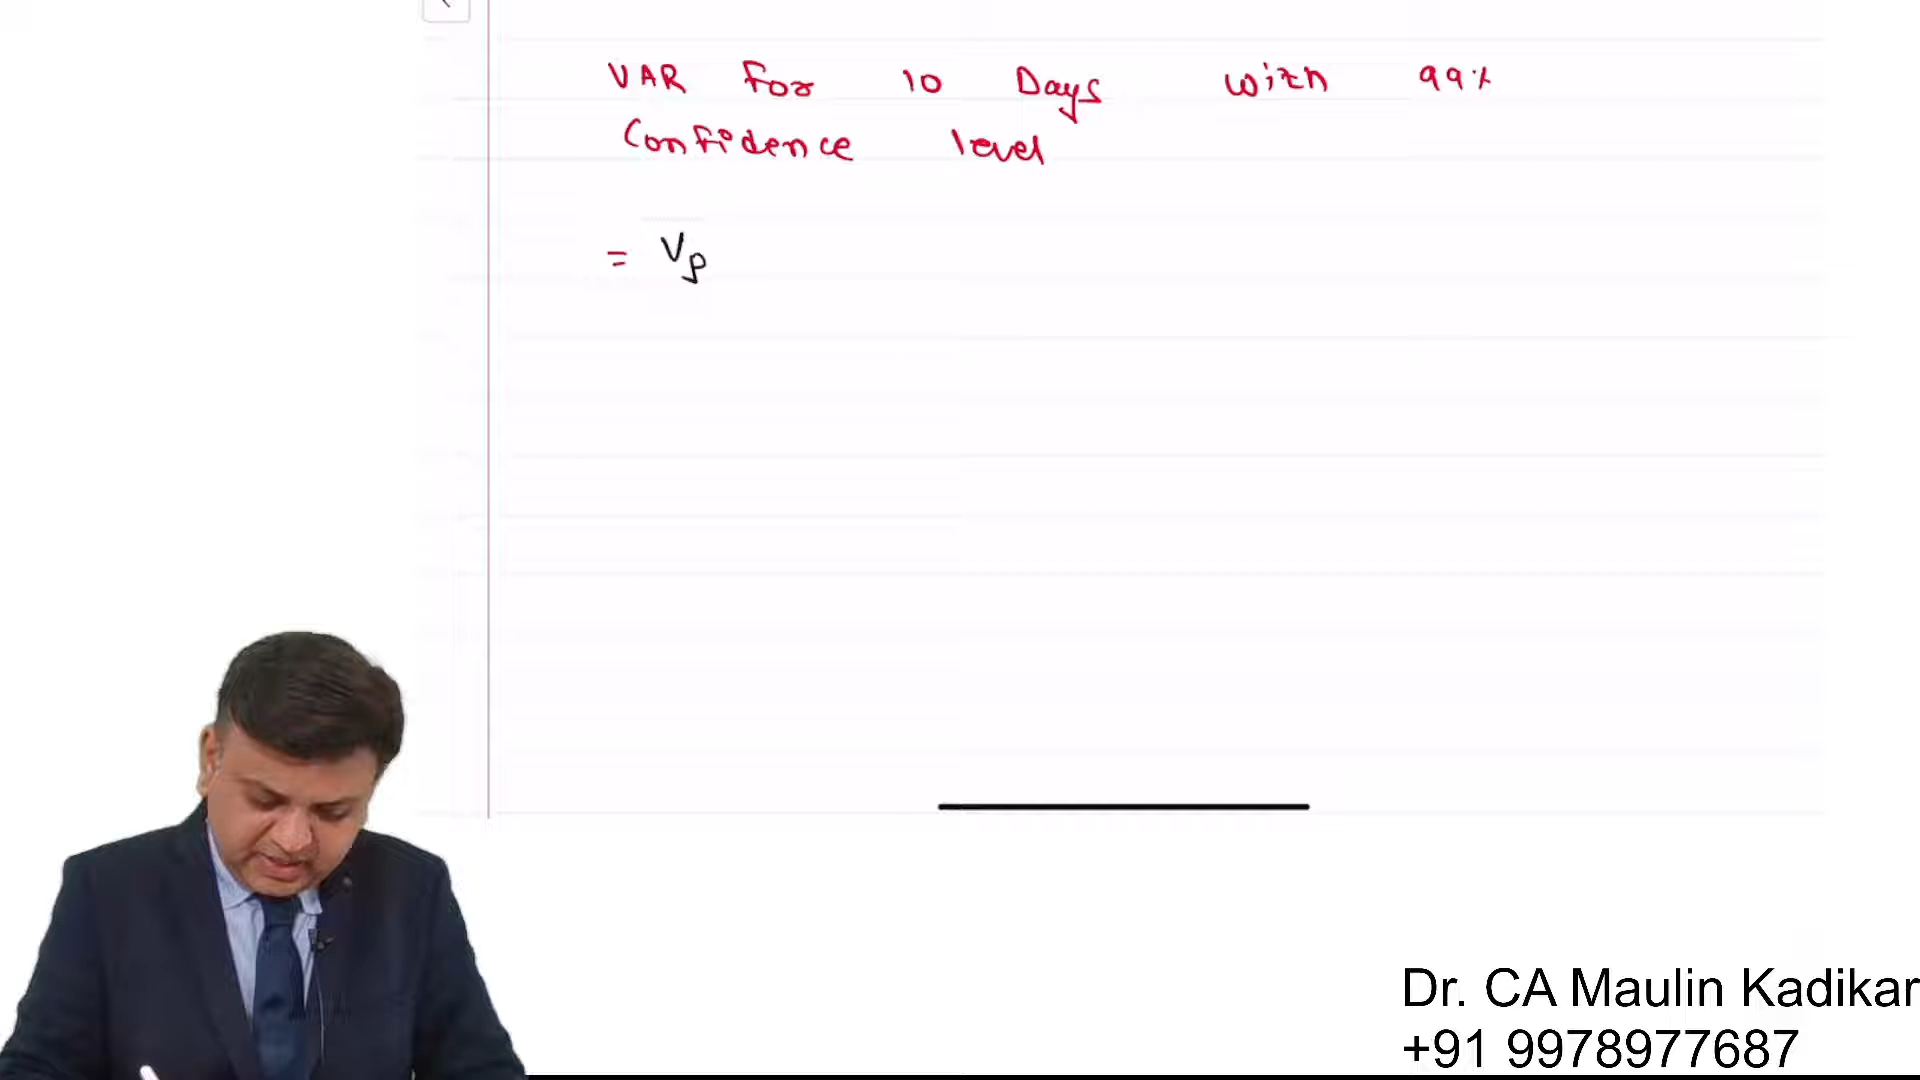 VAR for 10 Days with 99%
Confidence level
= Vp
Dr. CA Maulin Kadikar
+91 9978977687